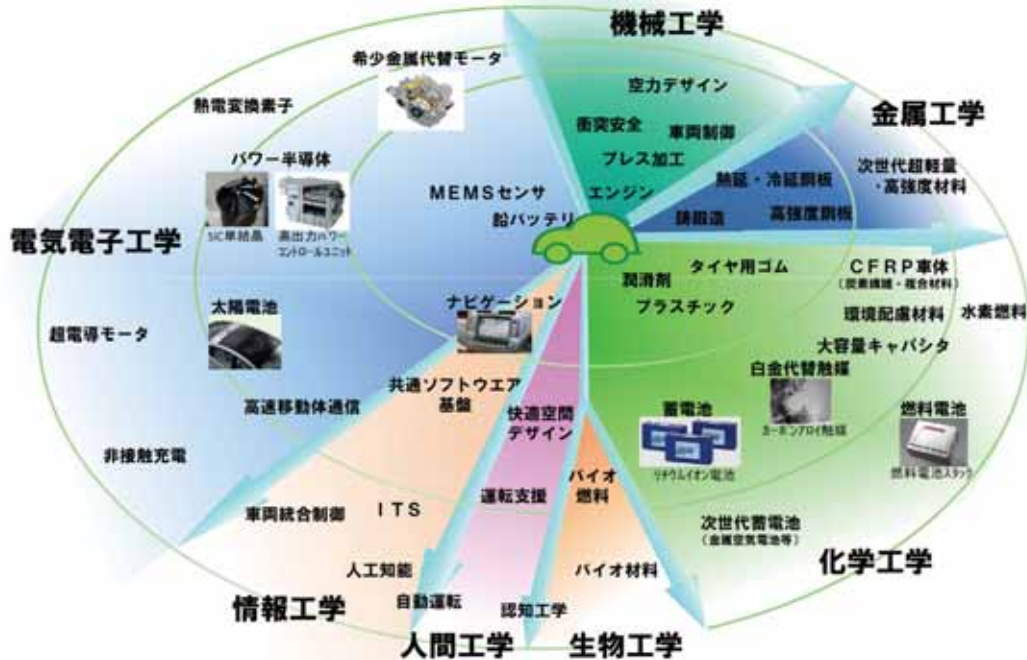 機械工学
希少金属代替モータ
空力デザイン
熱電変換素子
金属工学
衝突安全
車両制御
パワー半導体
プレス加工
次世代超軽量
・高強度材料
MEMSセンサ
エンジン
熱延・冷延鋼板
鉛バッテリ
鋳鍛造
高強度鋼板
電気電子工学
SiC単結晶
高出力パワー
コントロールユニット
タイヤ用ゴム
CFRP車体
(炭素繊維・複合材料)
潤滑剤
太陽電池
ナビゲーション
プラスチック
環境配慮材料
水素燃料
超電導モータ
大容量キャパシタ
白金代替触媒
共通ソフトウエア
基盤
高速移動体通信
快適空間
デザイン
蓄電池
燃料電池
カーボンアロイ触媒
非接触充電
バイオ
燃料
リチウムイオン電池
燃料電池スタック
運転支援
車両統合制御
ITS
次世代蓄電池
(金属空気電池等)
化学工学
人工知能
バイオ材料
情報工学
自動運転
認知工学
人間工学
生物工学